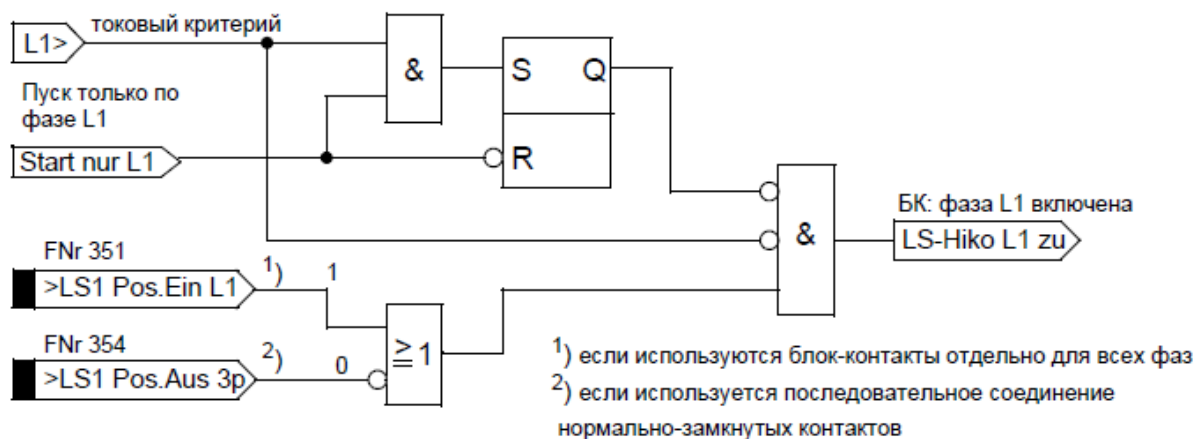 L1>
токовый критерий
&
S
Q
R
Пуск только по
фазе L1
Start nur L1
&
БК: фаза L1 включена
LS-Hiko L1 zu
FNr 351
>LS1 Pos.Ein L1
1)
1
FNr 354
>LS1 Pos.Aus 3p
2)
0
≥1
1) если используются блок-контакты отдельно для всех фаз
2) если используется последовательное соединение
нормально-замкнутых контактов